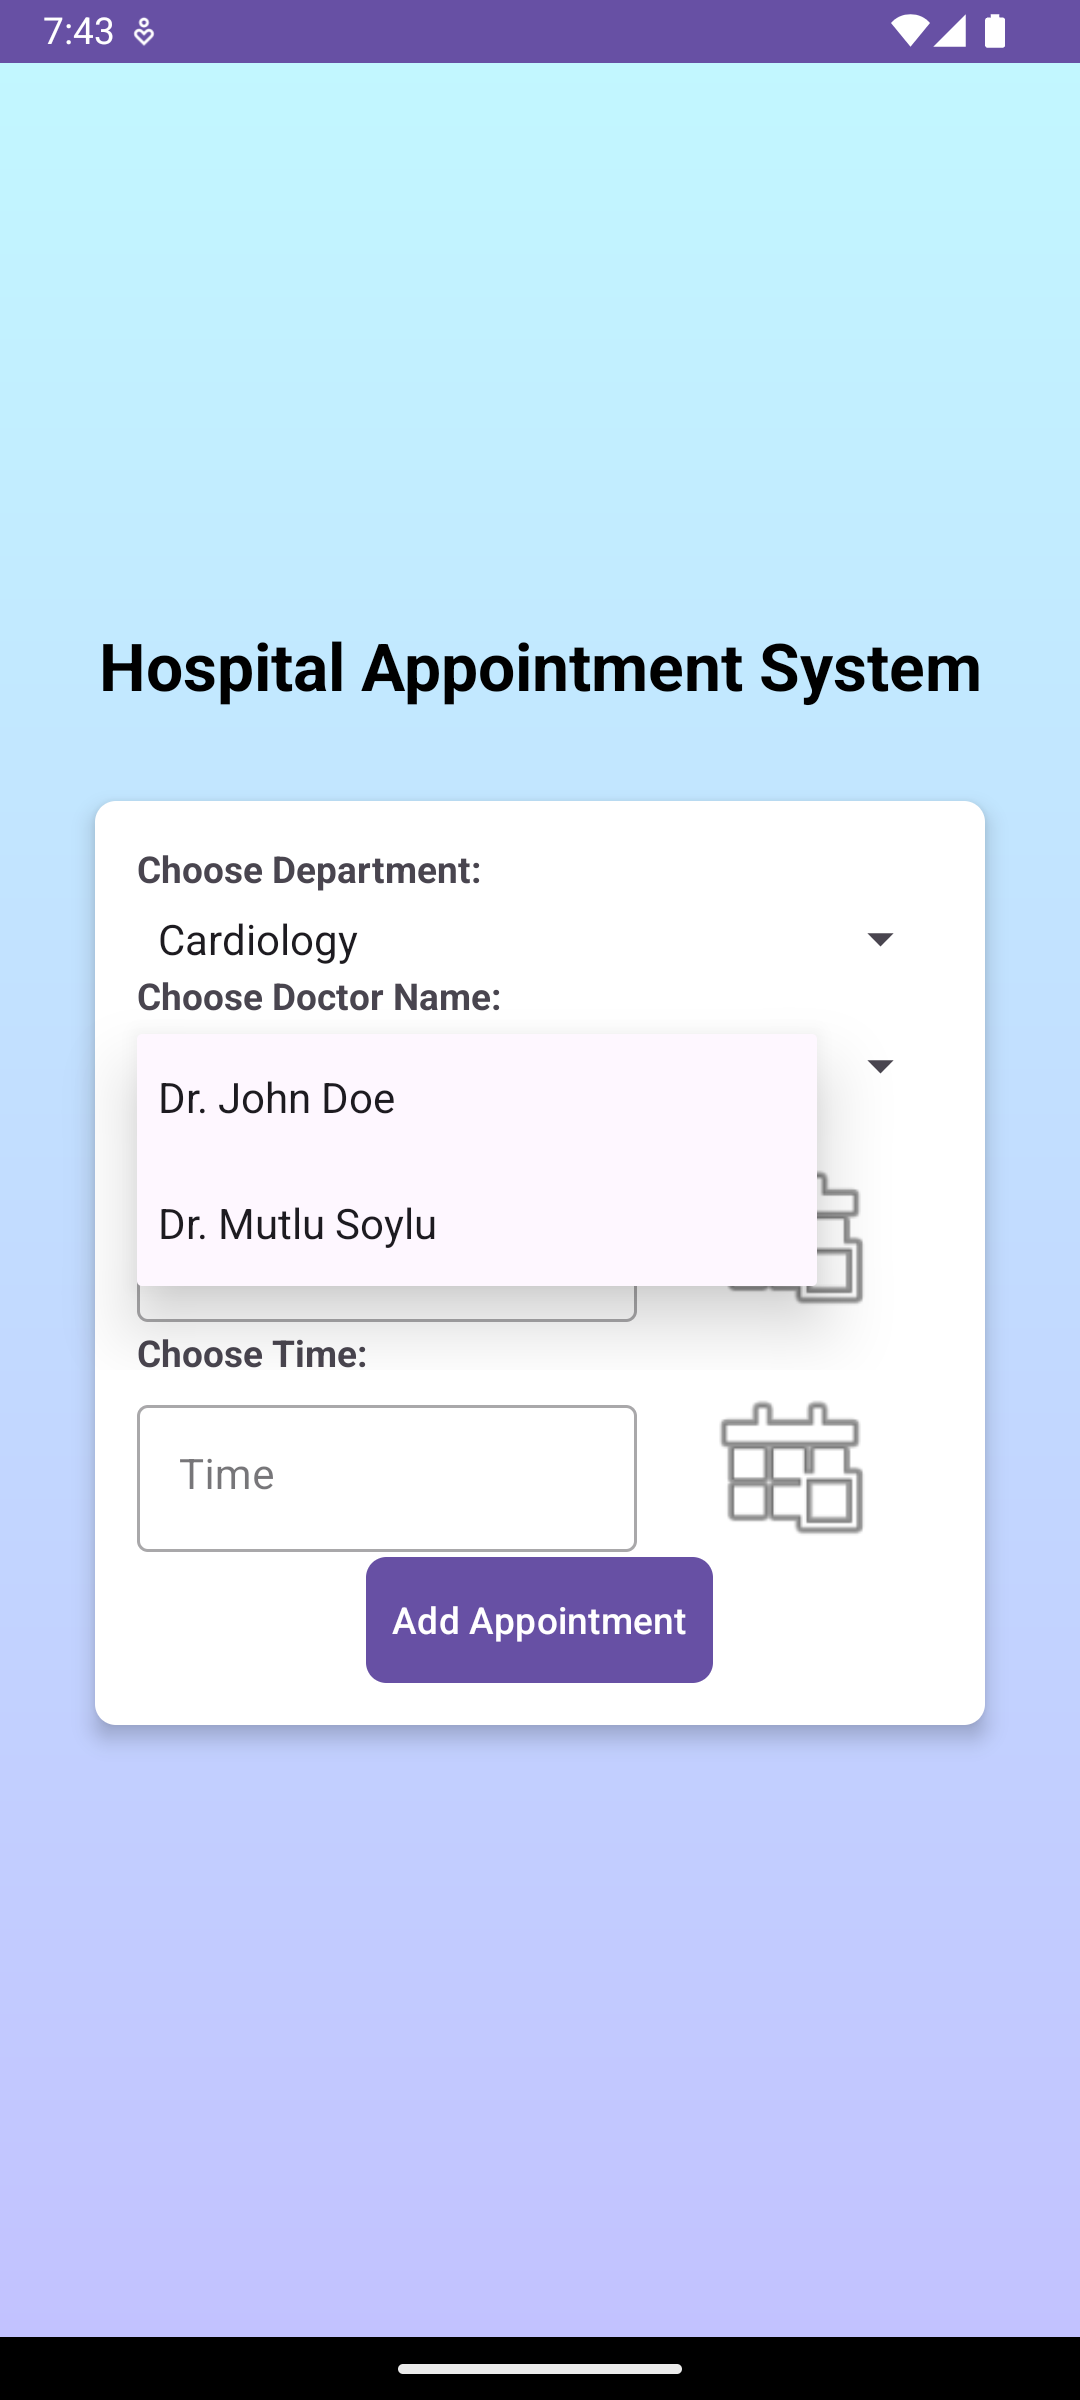 7:43
Hospital Appointment System
Choose Department:
Cardiology
Choose Doctor Name:
Dr. John Doe
Dr. Mutlu Soylu
Choose Time:
Time
Add Appointment